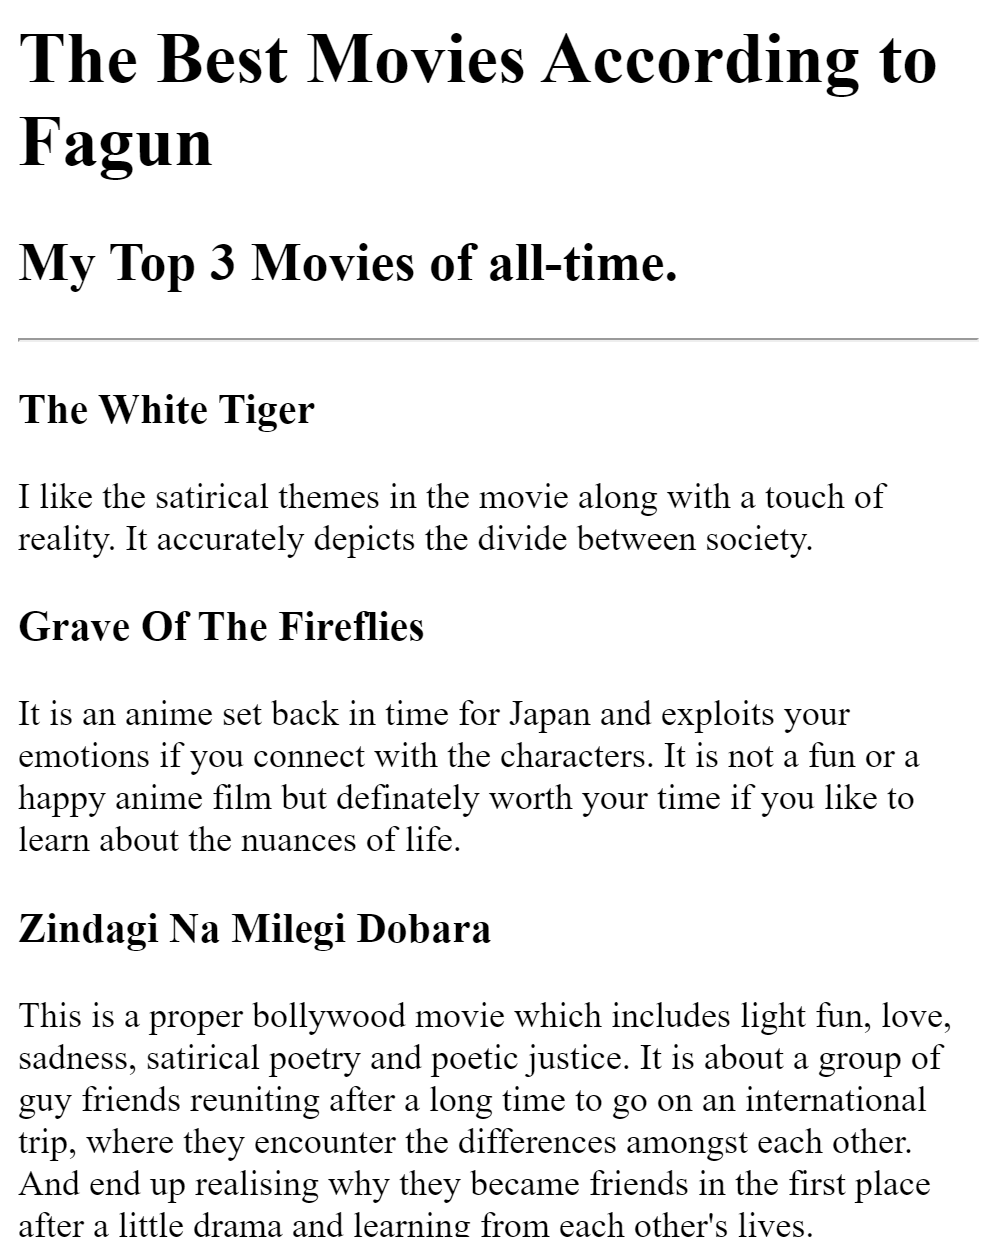 The Best Movies According to
Fagun
My Top 3 Movies of all-time.
The White Tiger
I like the satirical themes in the movie along with a touch of
reality. It accurately depicts the divide between society.
Grave Of The Fireflies
It is an anime set back in time for Japan and exploits your
emotions if you connect with the characters. It is not a fun or a
happy anime film but definately worth your time if you like to
learn about the nuances of life.
Zindagi Na Milegi Dobara
This is a proper bollywood movie which includes light fun, love,
sadness, satirical poetry and poetic justice. It is about a group of
guy friends reuniting after a long time to go on an international
trip, where they encounter the differences amongst each other.
And end up realising why they became friends in the first place
after a little drama and learning from each other's lives.